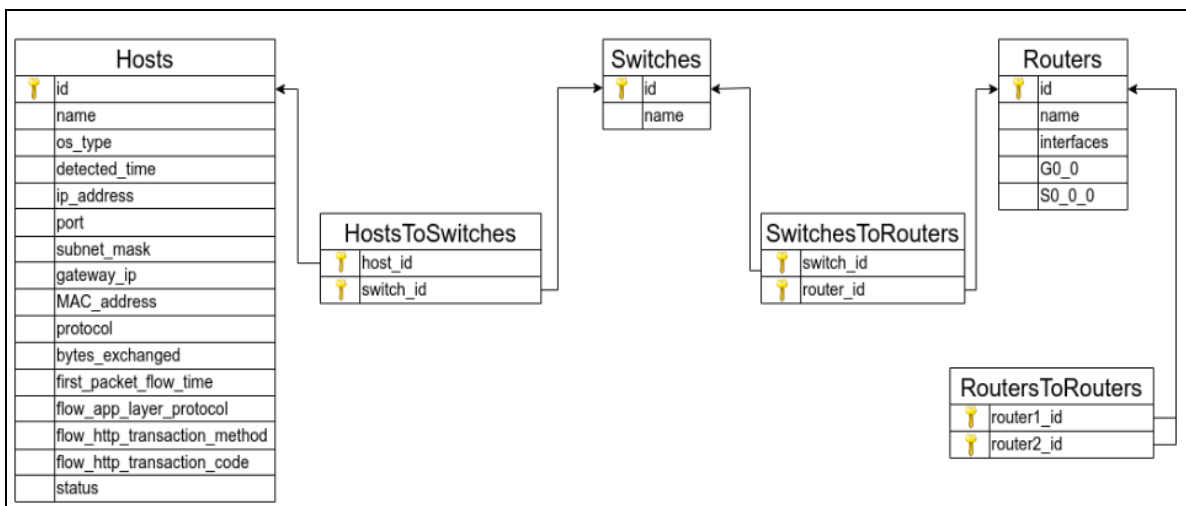 Hosts
id
name
os_type
detected_time
ip_address
port
subnet_mask
gateway_ip
MAC_address
protocol
bytes_exchanged
first_packet_flow_time
flow_app_layer_protocol
flow_http_transaction_method
flow_http_transaction_code
status
HostsToSwitches
host_id
switch_id
Switches
id
name
SwitchesToRouters
switch_id
router_id
Routers
id
name
interfaces
G0_0
S0_0_0
RoutersToRouters
router1_id
router2_id